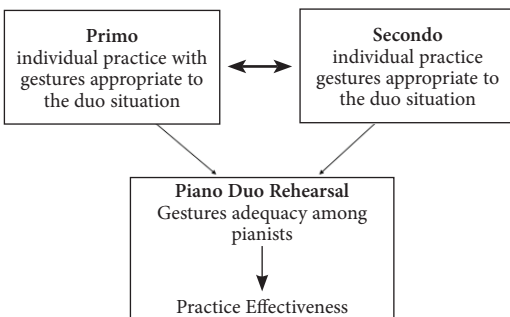 Primo
individual practice with
gestures appropriate to
the duo situation
Secondo
individual practice
gestures appropriate to
the duo situation
Piano Duo Rehearsal
Gestures adequacy among
pianists
Practice Effectiveness